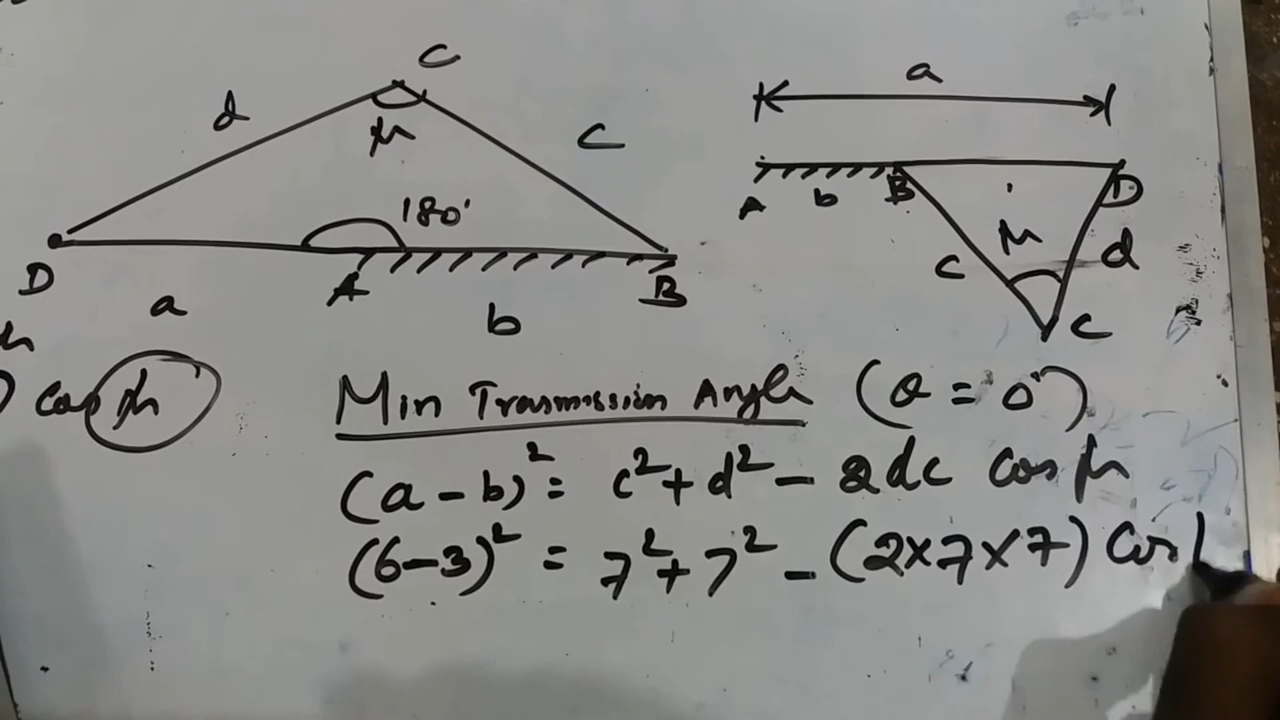 C
d
μ
C
180°
D
A
B
a
b
a
A
b
B
D
μ
C
d
C
cos μ
Min Trasmission Angle (θ = 0°)
(a - b)² = c² + d² - 2dc cos μ
(6-3)² = 7² + 7² - (2×7×7) cos